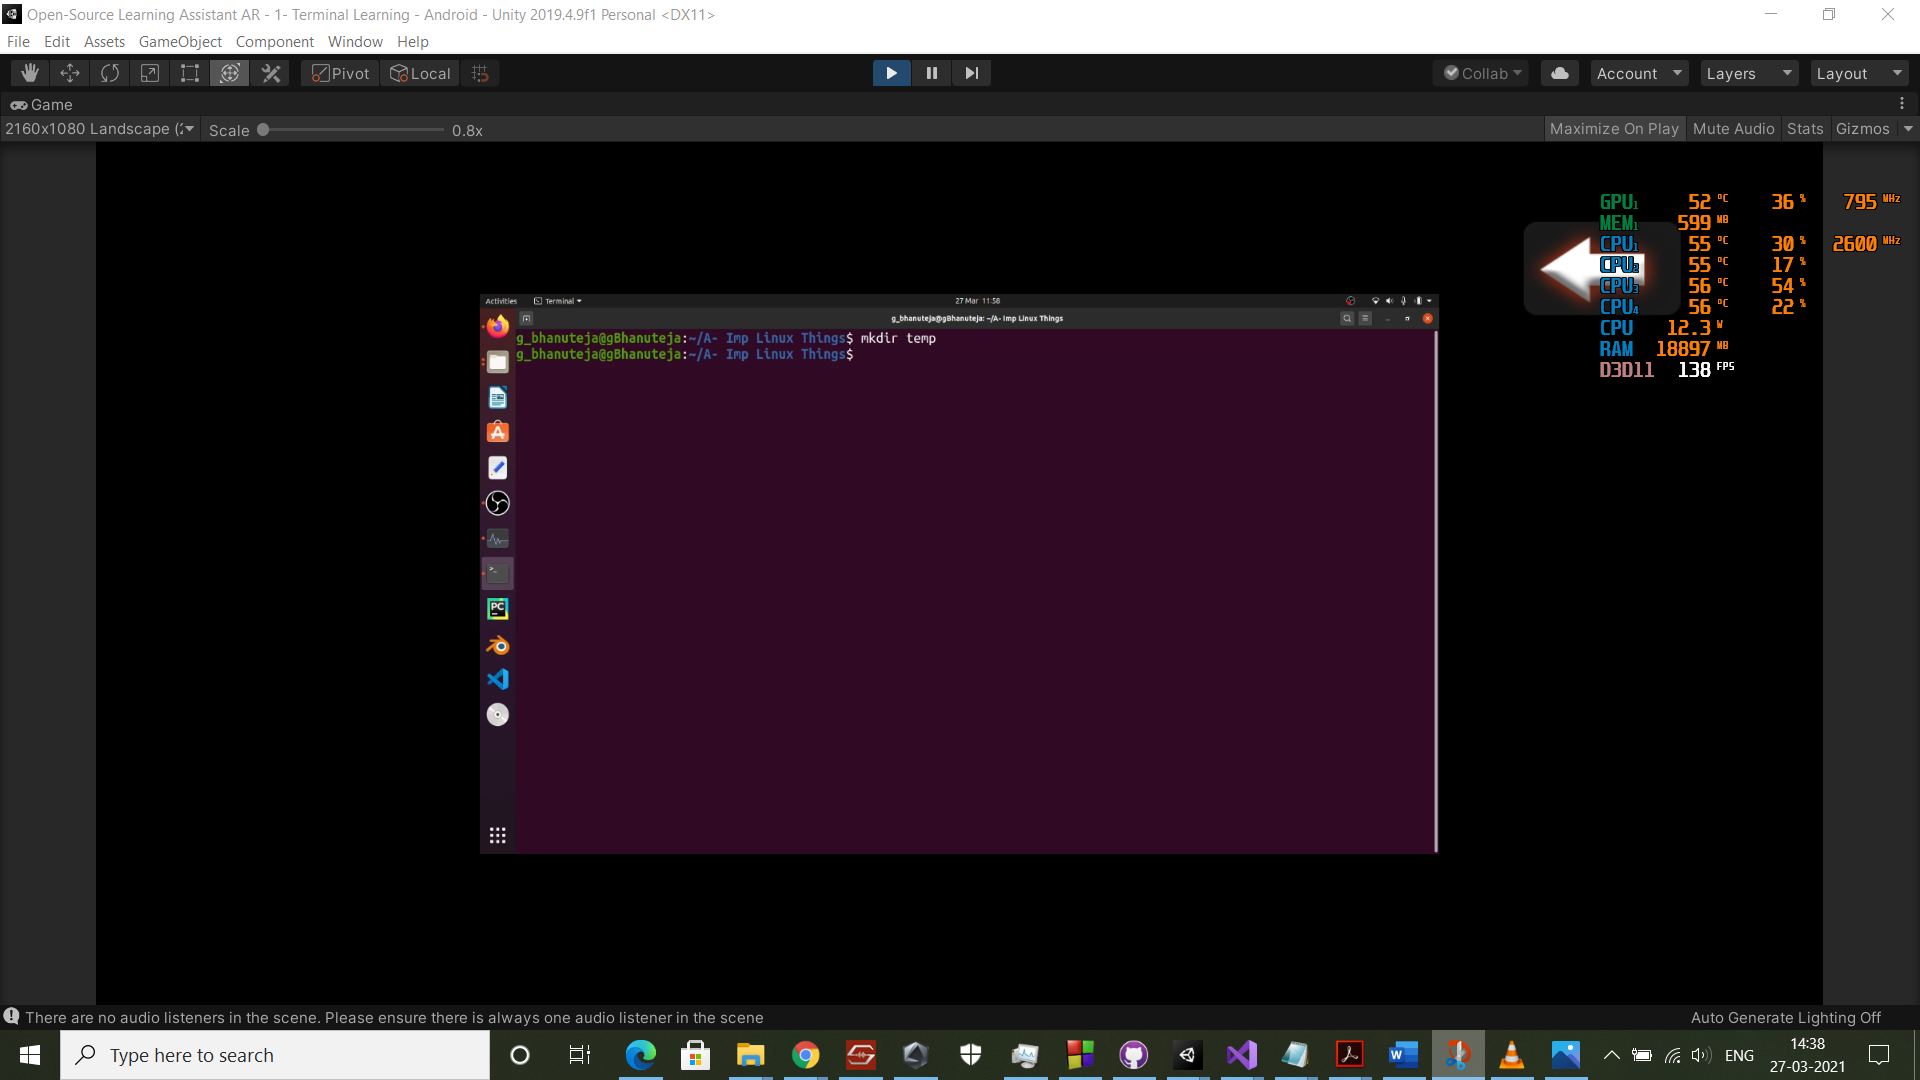 Open-Source Learning Assistant AR - 1- Terminal Learning - Android - Unity 2019.4.9f1 Personal <DX11>
File Edit Assets GameObject Component Window Help
Pivot Local Collab Account Layers Layout
Game
2160x1080 Landscape (2 Scale 0.8x Maximize On Play Mute Audio Stats Gizmos
GPU1 52 °C 36 % 795 MHz
MEM1 599 MB
CPU1 55 °C 30 % 2600 MHz
CPU2 55 °C 17 %
CPU3 56 °C 54 %
CPU4 56 °C 22 %
CPU 12.3 W
RAM 18897 MB
D3D11 138 FPS
Activities Terminal 27 Mar 11:58
g_bhanuteja@gBhanuteja: ~/A- Imp Linux Things
g_bhanuteja@gBhanuteja:~/A- Imp Linux Things$ mkdir temp
g_bhanuteja@gBhanuteja:~/A- Imp Linux Things$
PC
There are no audio listeners in the scene. Please ensure there is always one audio listener in the scene
Auto Generate Lighting Off
Type here to search
ENG
14:38
27-03-2021